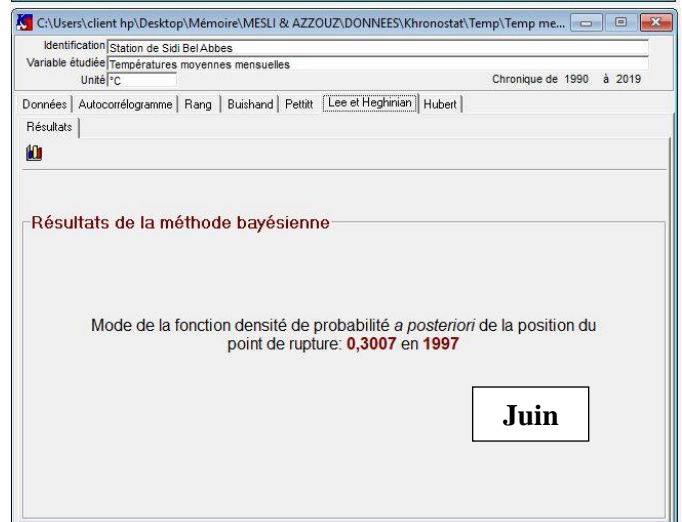 C:\Users\client hp\Desktop\Mémoire\MESLI & AZZOUZ\DONNEES\Khronostat\Temp\Temp me...
Identification Station de Sidi Bel Abbes
Variable étudiée Températures moyennes mensuelles
Unité °C Chronique de 1990 à 2019
Données Autocorrélogramme Rang Buishand Pettitt Lee et Heghinian Hubert
Résultats
Résultats de la méthode bayésienne
Mode de la fonction densité de probabilité a posteriori de la position du
point de rupture: 0,3007 en 1997
Juin